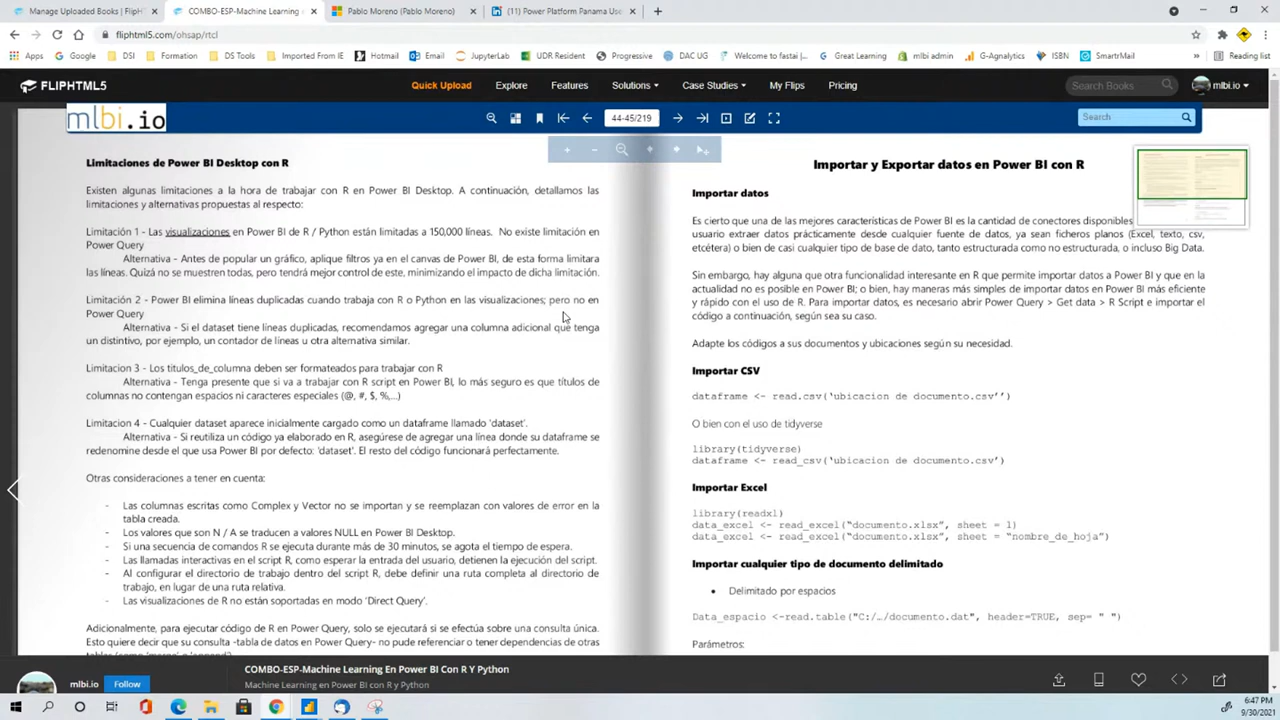 Manage Uploaded Books | FlipHT
COMBO-ESP-Machine Learning
Pablo Moreno (Pablo Moreno)
(11) Power Platform Panama Use
fliphtml5.com/ohsap/rtcl
Apps Google DSI Formation DS Tools Imported From IE Hotmail Email JupyterLab UDR Resident Progressive DAC UG Welcome to fastai j... Great Learning mlbi admin G-Agnalytics ISBN SmartrMail » Reading list
FLIPHTML5 Quick Upload Explore Features Solutions Case Studies My Flips Pricing Search Books mlbi.io
mlbi.io 44-45/219 Search
Limitaciones de Power BI Desktop con R
Existen algunas limitaciones a la hora de trabajar con R en Power BI Desktop. A continuación, detallamos las
limitaciones y alternativas propuestas al respecto:
Limitación 1 - Las visualizaciones en Power BI de R / Python están limitadas a 150,000 líneas. No existe limitación en
Power Query
Alternativa - Antes de popular un gráfico, aplique filtros ya en el canvas de Power BI, de esta forma limitara
las líneas. Quizá no se muestren todas, pero tendrá mejor control de este, minimizando el impacto de dicha limitación.
Limitación 2 - Power BI elimina líneas duplicadas cuando trabaja con R o Python en las visualizaciones; pero no en
Power Query
Alternativa - Si el dataset tiene líneas duplicadas, recomendamos agregar una columna adicional que tenga
un distintivo, por ejemplo, un contador de líneas u otra alternativa similar.
Limitacion 3 - Los titulos_de_columna deben ser formateados para trabajar con R
Alternativa - Tenga presente que si va a trabajar con R script en Power BI, lo más seguro es que títulos de
columnas no contengan espacios ni caracteres especiales (@, #, $, %,...)
Limitacion 4 - Cualquier dataset aparece inicialmente cargado como un dataframe llamado 'dataset'.
Alternativa - Si reutiliza un código ya elaborado en R, asegúrese de agregar una línea donde su dataframe se
redenomine desde el que usa Power BI por defecto: 'dataset'. El resto del código funcionará perfectamente.
Otras consideraciones a tener en cuenta:
- Las columnas escritas como Complex y Vector no se importan y se reemplazan con valores de error en la
tabla creada.
- Los valores que son N / A se traducen a valores NULL en Power BI Desktop.
- Si una secuencia de comandos R se ejecuta durante más de 30 minutos, se agota el tiempo de espera.
- Las llamadas interactivas en el script R, como esperar la entrada del usuario, detienen la ejecución del script.
- Al configurar el directorio de trabajo dentro del script R, debe definir una ruta completa al directorio de
trabajo, en lugar de una ruta relativa.
- Las visualizaciones de R no están soportadas en modo 'Direct Query'.
Adicionalmente, para ejecutar código de R en Power Query, solo se ejecutará si se efectúa sobre una consulta única.
Esto quiere decir que su consulta -tabla de datos en Power Query- no pude referenciar o tener dependencias de otras
Importar y Exportar datos en Power BI con R
Importar datos
Es cierto que una de las mejores características de Power BI es la cantidad de conectores disponibles
usuario extraer datos prácticamente desde cualquier fuente de datos, ya sean ficheros planos (Excel, texto, csv,
etcétera) o bien de casi cualquier tipo de base de datos, tanto estructurada como no estructurada, o incluso Big Data.
Sin embargo, hay alguna que otra funcionalidad interesante en R que permite importar datos a Power BI y que en la
actualidad no es posible en Power BI; o bien, hay maneras más simples de importar datos en Power BI más eficiente
y rápido con el uso de R. Para importar datos, es necesario abrir Power Query > Get data > R Script e importar el
código a continuación, según sea su caso.
Adapte los códigos a sus documentos y ubicaciones según su necesidad.
Importar CSV
dataframe <- read.csv('ubicacion de documento.csv'')
O bien con el uso de tidyverse
library(tidyverse)
dataframe <- read_csv('ubicacion de documento.csv')
Importar Excel
library(readxl)
data_excel <- read_excel("documento.xlsx", sheet = 1)
data_excel <- read_excel("documento.xlsx", sheet = "nombre_de_hoja")
Importar cualquier tipo de documento delimitado
• Delimitado por espacios
Data_espacio <-read.table("C:/…/documento.dat", header=TRUE, sep= " ")
Parámetros:
mlbi.io Follow
COMBO-ESP-Machine Learning En Power BI Con R Y Python
Machine Learning en Power BI con R y Python
6:47 PM
9/30/2021